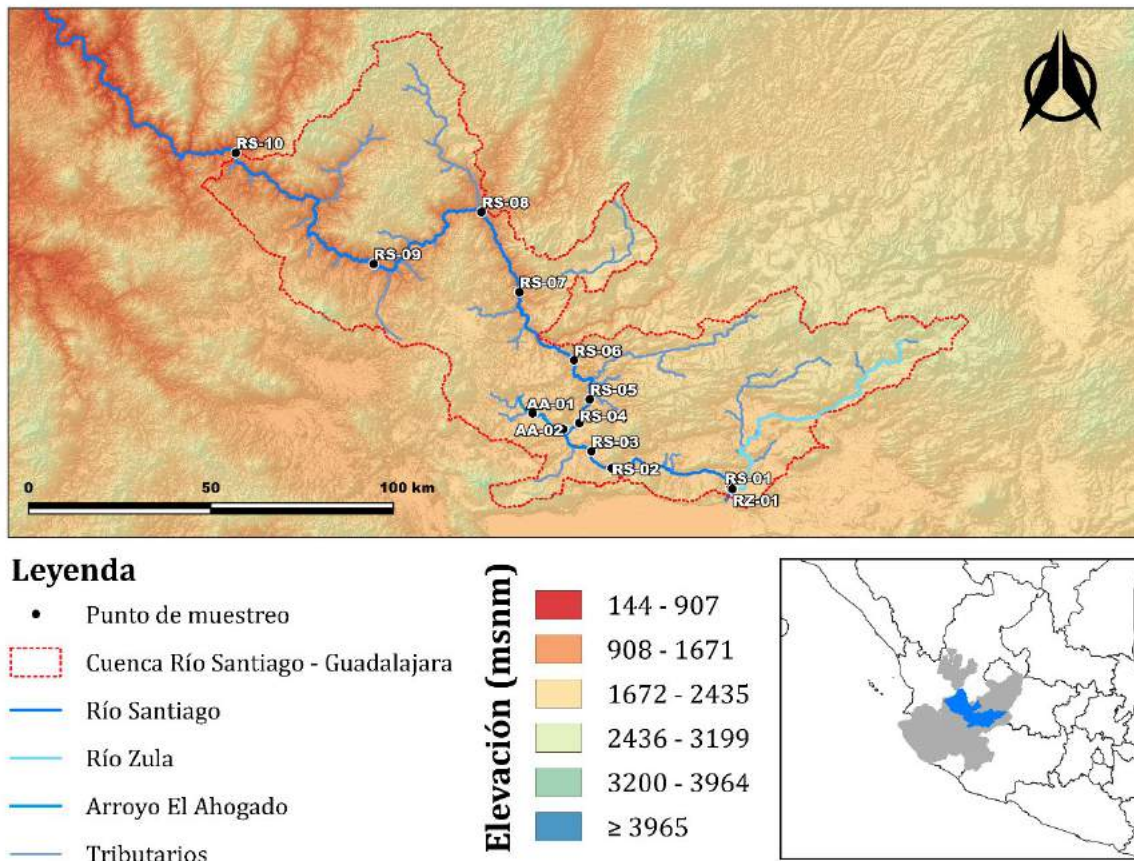 RS-10
RS-08
RS-09
RS-07
RS-06
RS-05
AA-01
RS-04
AA-02
RS-03
RS-02
RS-01
RZ-01
0 50 100 km
Leyenda
Punto de muestreo
Cuenca Río Santiago - Guadalajara
Río Santiago
Río Zula
Arroyo El Ahogado
Tributarios
Elevación (msnm)
144 - 907
908 - 1671
1672 - 2435
2436 - 3199
3200 - 3964
≥ 3965